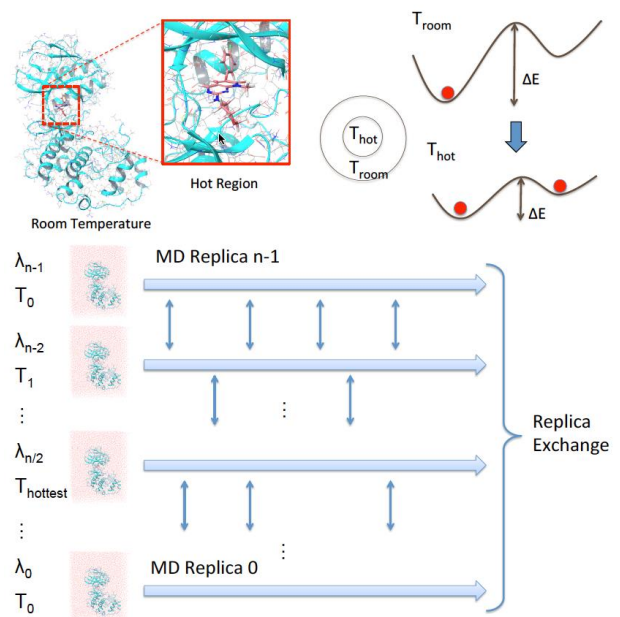 T_room
ΔE
T_hot
T_room
T_hot
ΔE
Hot Region
Room Temperature
λ_n-1
T_0
MD Replica n-1
λ_n-2
T_1
⋮
⋮
λ_n/2
T_hottest
Replica
Exchange
⋮
⋮
λ_0
T_0
MD Replica 0